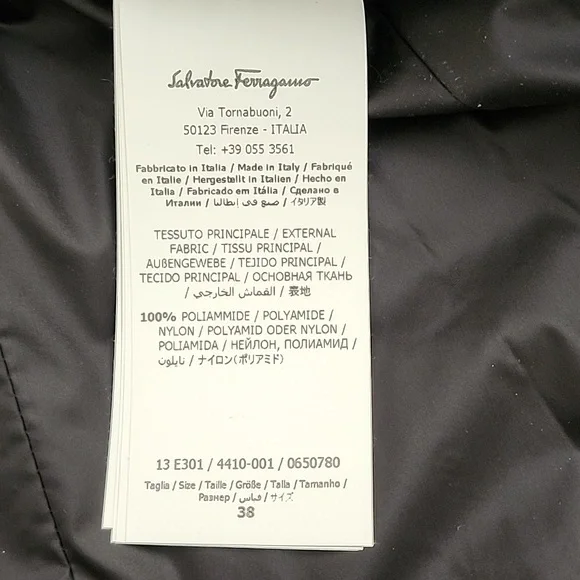 Salvatore Ferragamo
Via Tornabuoni, 2
50123 Firenze - ITALIA
Tel: +39 055 3561
Fabbricato in Italia / Made in Italy / Fabriqué
en Italie / Hergestellt in Italien / Hecho en
Italia / Fabricado em Itália / Сделано в
Италии / صنع في إيطاليا / イタリア製
TESSUTO PRINCIPALE / EXTERNAL
FABRIC / TISSU PRINCIPAL /
AUßENGEWEBE / TEJIDO PRINCIPAL /
TECIDO PRINCIPAL / ОСНОВНАЯ ТКАНЬ
/ القماش الخارجي / 表地
100% POLIAMMIDE / POLYAMIDE /
NYLON / POLYAMID ODER NYLON /
POLIAMIDA / НЕЙЛОН, ПОЛИАМИД /
نايلون / ナイロン(ポリアミド)
13 E301 / 4410-001 / 0650780
Taglia / Size / Taille / Größe / Talla / Tamanho /
Размер / قياس / サイズ
38